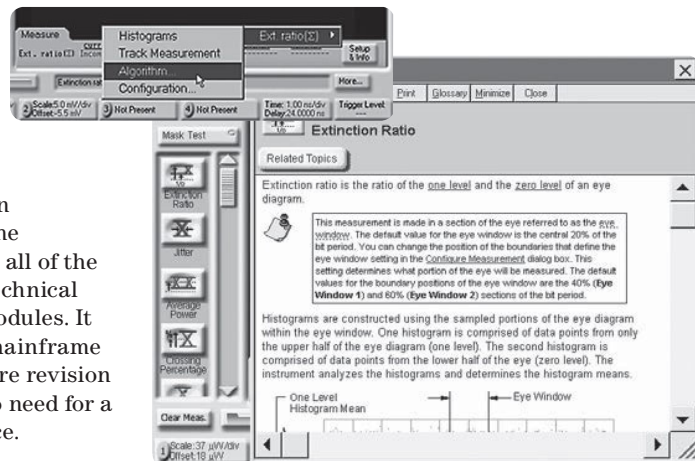 Measure
Histograms
Track Measurement
Algorithm...
Configuration...
Ext. ratio(Σ)
Ext. ratio(Σ)
Setup
& Info
More...
2) Scale:5.0 mV/div
Offset:-5.5 mV
3) Not Present
4) Not Present
Time: 1.00 ns/div
Delay:24.0000 ns
Trigger Level:
---
Print Glossary Minimize Close
Mask Test
Extinction Ratio
Related Topics
Extinction
Ratio
Jitter
Average
Power
Crossing
Percentage
Clear Meas.
1) Scale:37 µW/div
Offset:18 µW
Extinction ratio is the ratio of the one level and the zero level of an eye
diagram.
This measurement is made in a section of the eye referred to as the eye
window. The default value for the eye window is the central 20% of the
bit period. You can change the position of the boundaries that define the
eye window setting in the Configure Measurement dialog box. This
setting determines what portion of the eye will be measured. The default
values for the boundary positions of the eye window are the 40% (Eye
Window 1) and 60% (Eye Window 2) sections of the bit period.
Histograms are constructed using the sampled portions of the eye diagram
within the eye window. One histogram is comprised of data points from only
the upper half of the eye diagram (one level). The second histogram is
comprised of data points from the lower half of the eye (zero level). The
instrument analyzes the histograms and determines the histogram means.
One Level
Histogram Mean
Eye Window
all of the
mainframe
revision
need for a